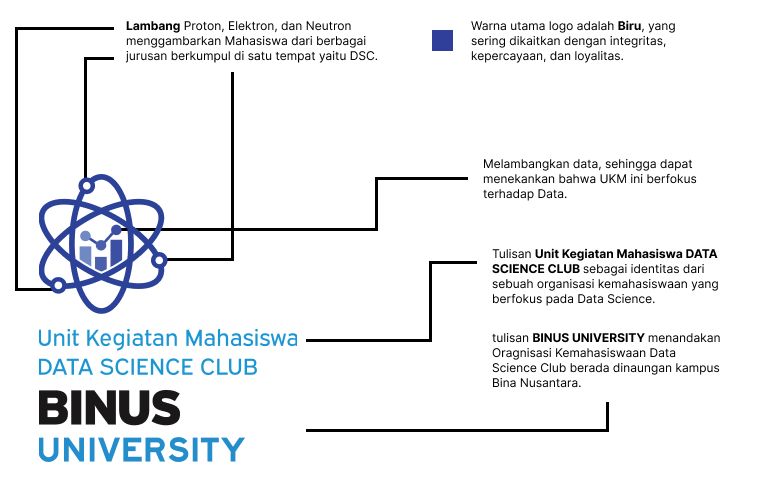 Lambang Proton, Elektron, dan Neutron
menggambarkan Mahasiswa dari berbagai
jurusan berkumpul di satu tempat yaitu DSC.
Warna utama logo adalah Biru, yang
sering dikaitkan dengan integritas,
kepercayaan, dan loyalitas.
Melambangkan data, sehingga dapat
menekankan bahwa UKM ini berfokus
terhadap Data.
Tulisan Unit Kegiatan Mahasiswa DATA
SCIENCE CLUB sebagai identitas dari
sebuah organisasi kemahasiswaan yang
berfokus pada Data Science.
tulisan BINUS UNIVERSITY menandakan
Oragnisasi Kemahasiswaan Data
Science Club berada dinaungan kampus
Bina Nusantara.
Unit Kegiatan Mahasiswa
DATA SCIENCE CLUB
BINUS
UNIVERSITY